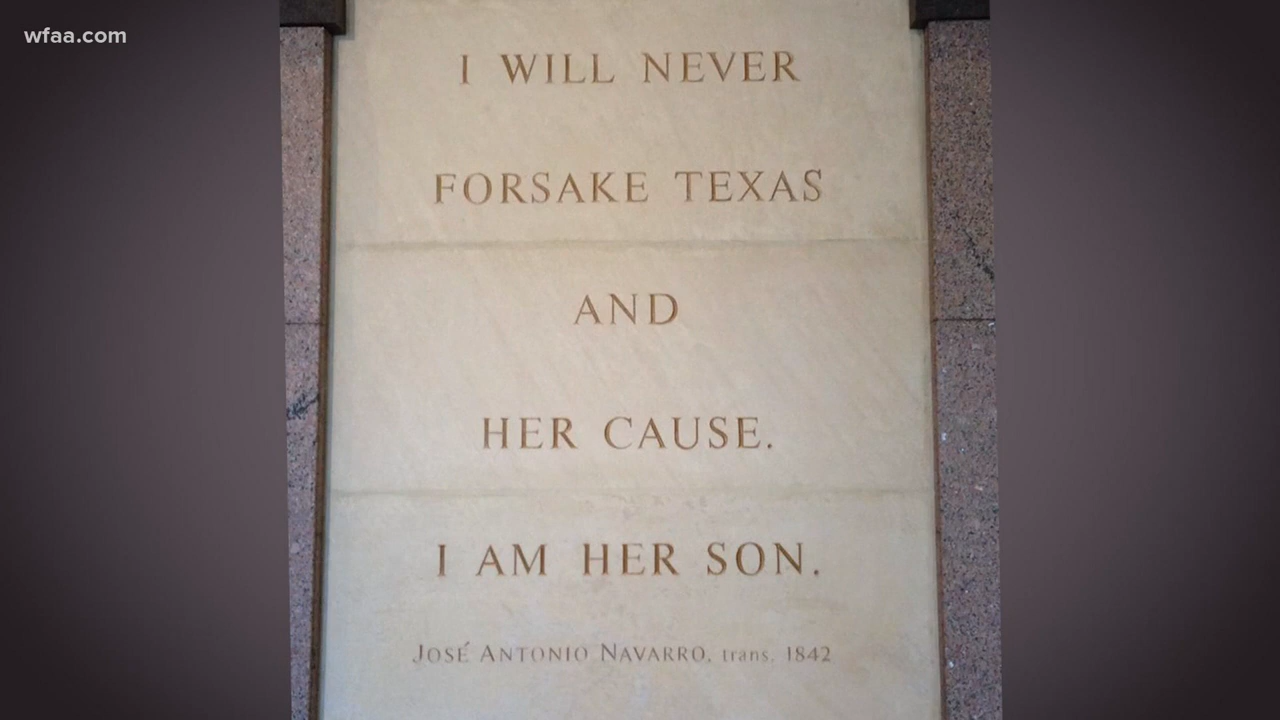 wfaa.com
I WILL NEVER
FORSAKE TEXAS
AND
HER CAUSE.
I AM HER SON.
JOSÉ ANTONIO NAVARRO, trans. 1842